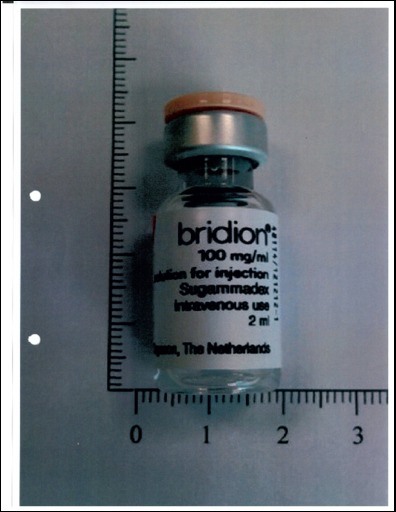 bridion®
100 mg/ml
solution for injection
Sugammadex
intravenous use
2 ml
The Netherlands
0 1 2 3